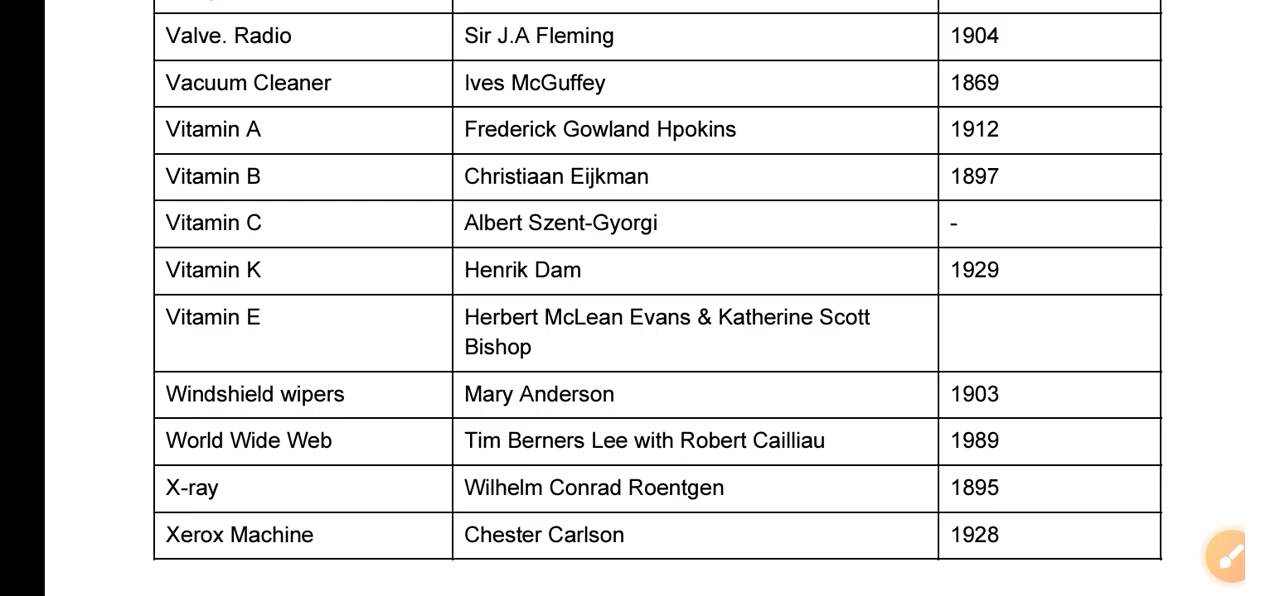 Valve. Radio Sir J.A Fleming 1904
Vacuum Cleaner Ives McGuffey 1869
Vitamin A Frederick Gowland Hpokins 1912
Vitamin B Christiaan Eijkman 1897
Vitamin C Albert Szent-Gyorgi -
Vitamin K Henrik Dam 1929
Vitamin E Herbert McLean Evans & Katherine Scott
Bishop
Windshield wipers Mary Anderson 1903
World Wide Web Tim Berners Lee with Robert Cailliau 1989
X-ray Wilhelm Conrad Roentgen 1895
Xerox Machine Chester Carlson 1928